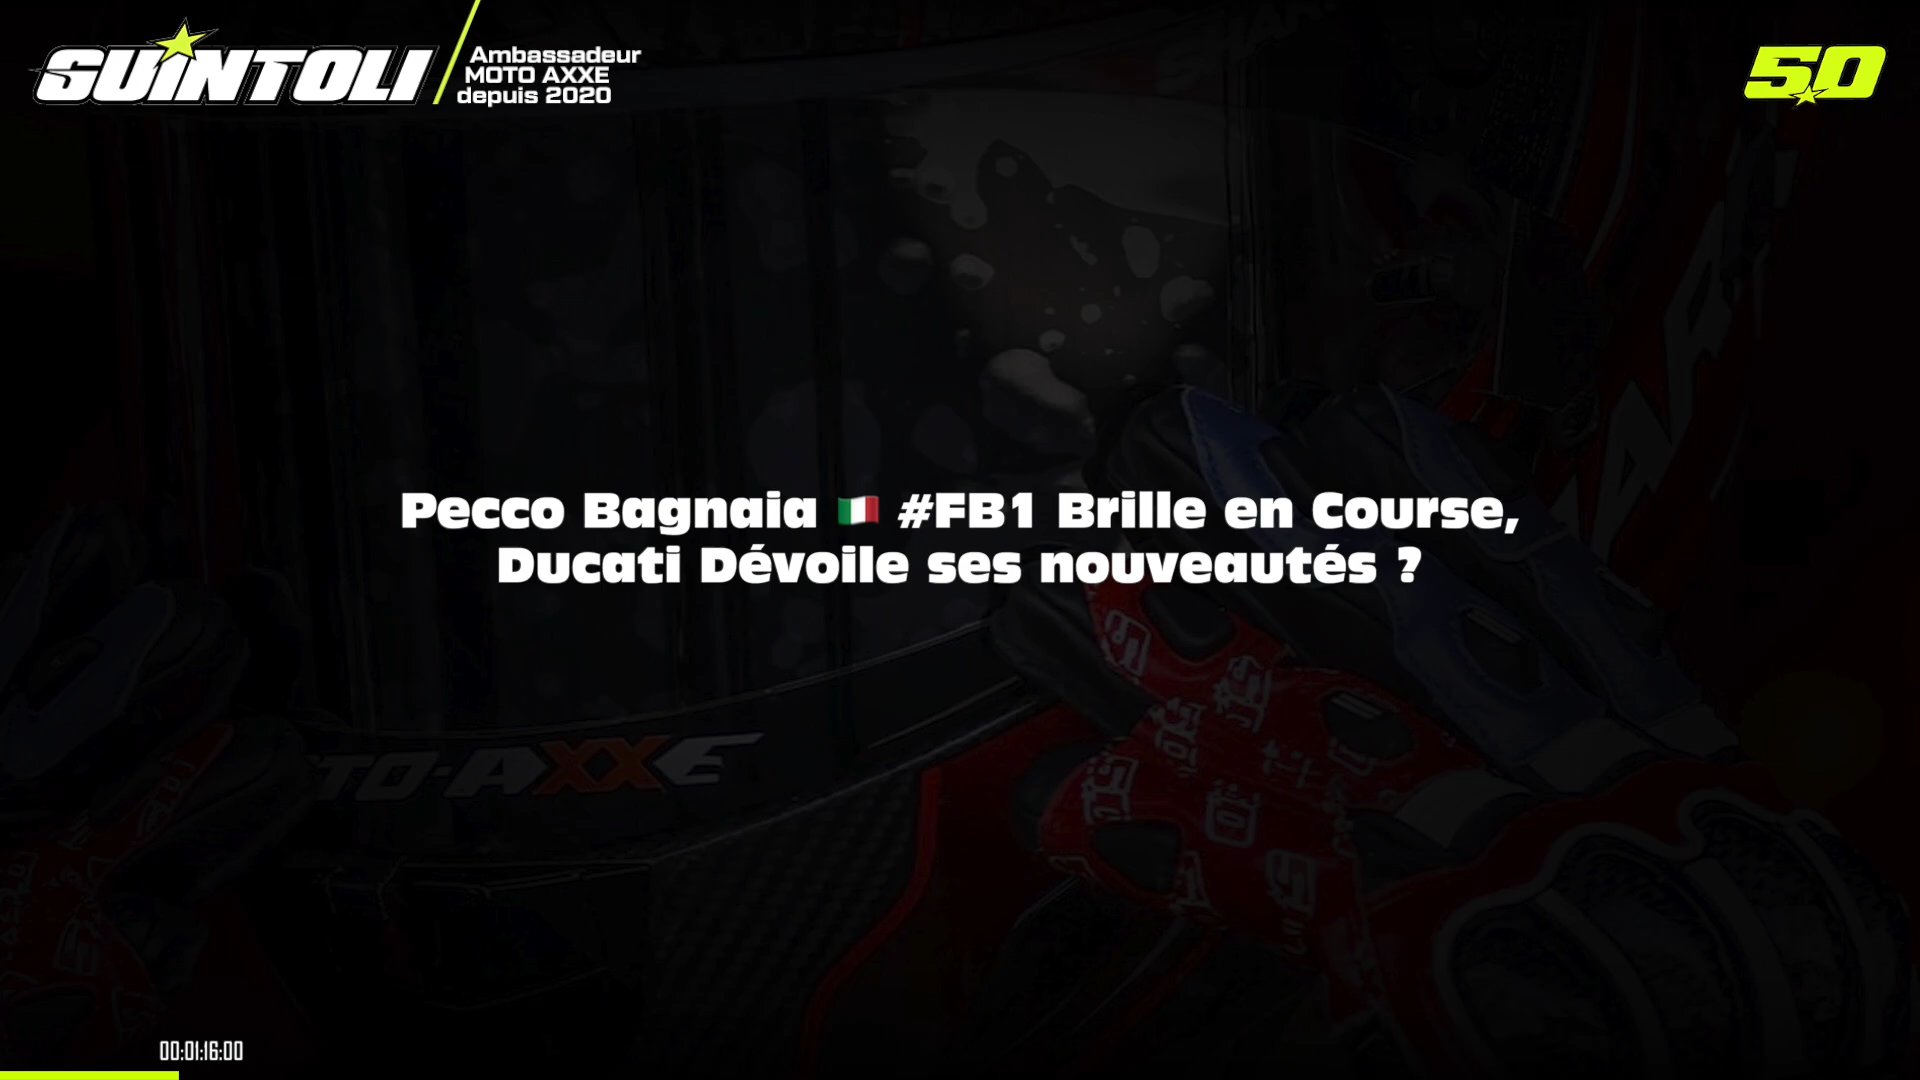 SUINTOLI
Ambassadeur
MOTO AXXE
depuis 2020
50
Pecco Bagnaia 🇮🇹 #FB1 Brille en Course,
Ducati Dévoile ses nouveautés ?
TO-AXXE
00:01:16:00